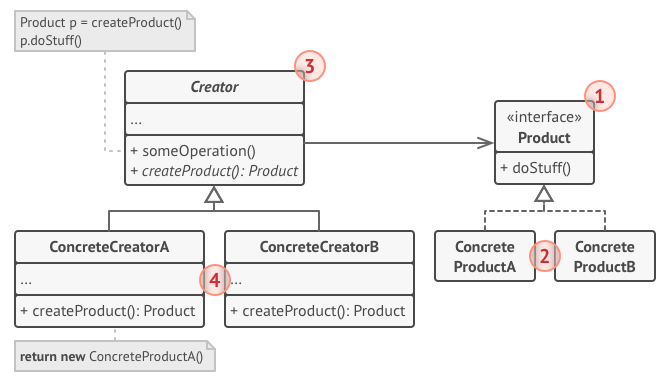 Product p = createProduct()
p.doStuff()
3
Creator
...
+ someOperation()
+ createProduct(): Product
1
«interface»
Product
+ doStuff()
ConcreteCreatorA
...
+ createProduct(): Product
4
ConcreteCreatorB
...
+ createProduct(): Product
Concrete
ProductA
2
Concrete
ProductB
return new ConcreteProductA()